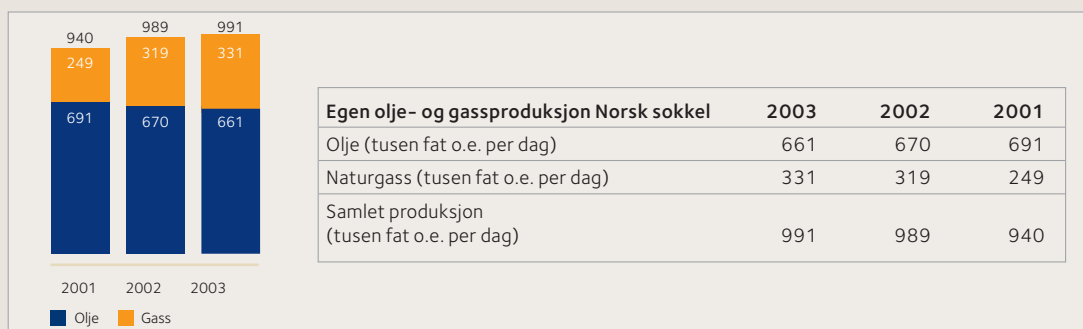 940
989
991
249
319
331
691
670
661
2001
2002
2003
Olje
Gass
Egen olje- og gassproduksjon Norsk sokkel 2003 2002 2001
Olje (tusen fat o.e. per dag) 661 670 691
Naturgass (tusen fat o.e. per dag) 331 319 249
Samlet produksjon
(tusen fat o.e. per dag) 991 989 940